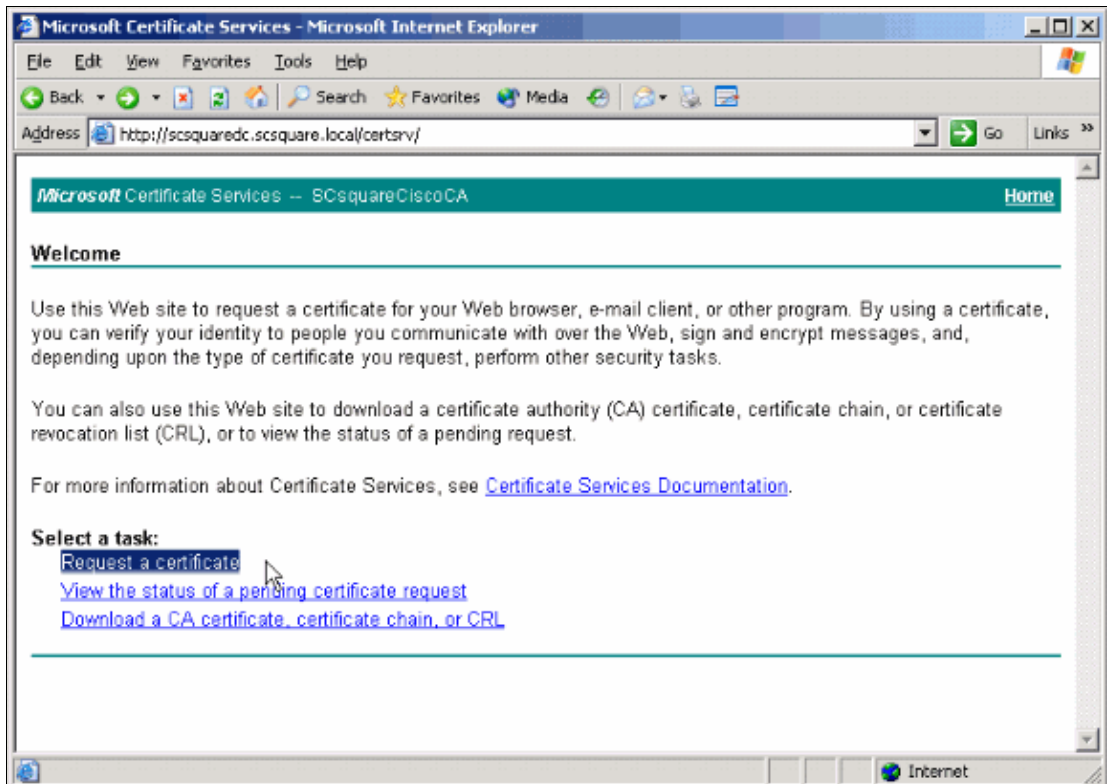 Microsoft Certificate Services - Microsoft Internet Explorer
File Edit View Favorites Tools Help
Back Search Favorites Media
Address http://scsquaredc.scsquare.local/certsrv/ Go Links »
Microsoft Certificate Services -- SCsquareCiscoCA Home
Welcome
Use this Web site to request a certificate for your Web browser, e-mail client, or other program. By using a certificate,
you can verify your identity to people you communicate with over the Web, sign and encrypt messages, and,
depending upon the type of certificate you request, perform other security tasks.
You can also use this Web site to download a certificate authority (CA) certificate, certificate chain, or certificate
revocation list (CRL), or to view the status of a pending request.
For more information about Certificate Services, see Certificate Services Documentation.
Select a task:
Request a certificate
View the status of a pending certificate request
Download a CA certificate, certificate chain, or CRL
Internet